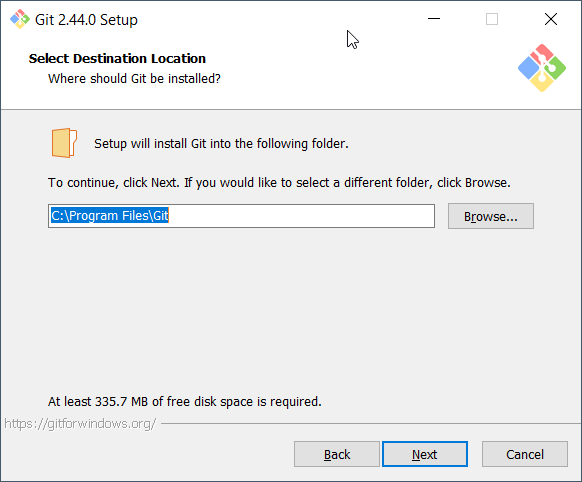 Git 2.44.0 Setup
Select Destination Location
Where should Git be installed?
Setup will install Git into the following folder.
To continue, click Next. If you would like to select a different folder, click Browse.
C:\Program Files\Git
Browse...
At least 335.7 MB of free disk space is required.
https://gitforwindows.org/
Back
Next
Cancel